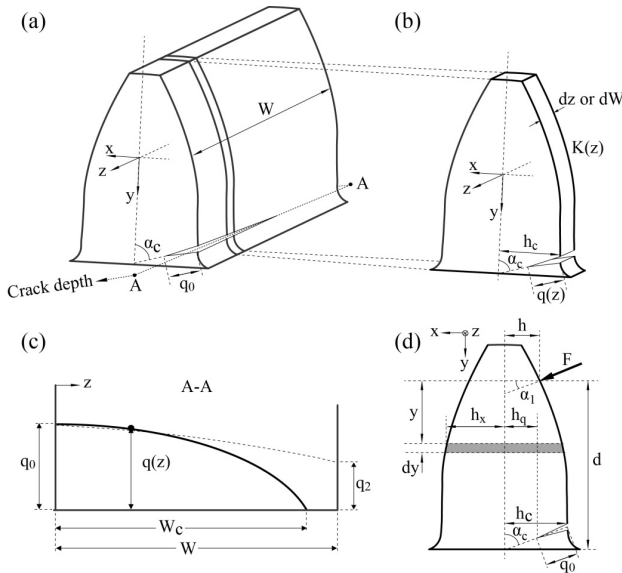 (a)
W
x
z
y
A
αc
Crack depth
A
q0
(b)
dz or dW
K(z)
x
z
y
hc
αc
q(z)
(c)
z
A-A
q0
q(z)
q2
Wc
W
(d)
x
z
y
h
F
α1
y
hx
hq
d
dy
hc
αc
q0